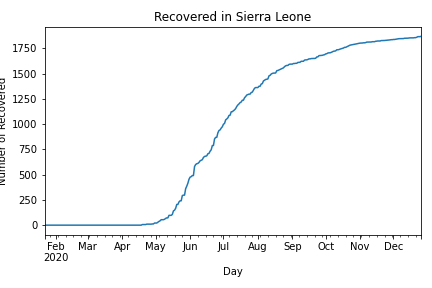 Recovered in Sierra Leone
Number of Recovered
1750
1500
1250
1000
750
500
250
0
Feb Mar Apr May Jun Jul Aug Sep Oct Nov Dec
2020
Day